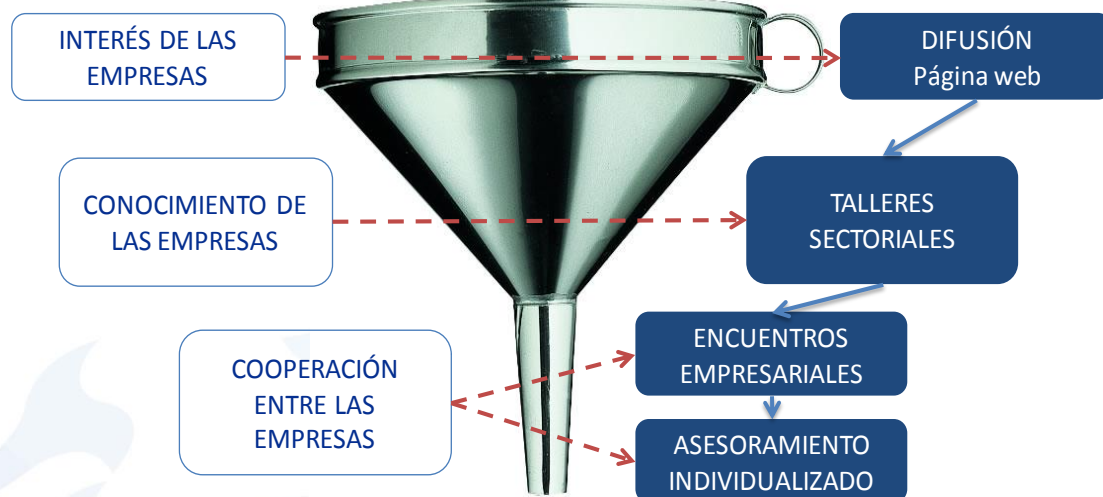 INTERÉS DE LAS
EMPRESAS
DIFUSIÓN
Página web
CONOCIMIENTO DE
LAS EMPRESAS
TALLERES
SECTORIALES
COOPERACIÓN
ENTRE LAS
EMPRESAS
ENCUENTROS
EMPRESARIALES
ASESORAMIENTO
INDIVIDUALIZADO